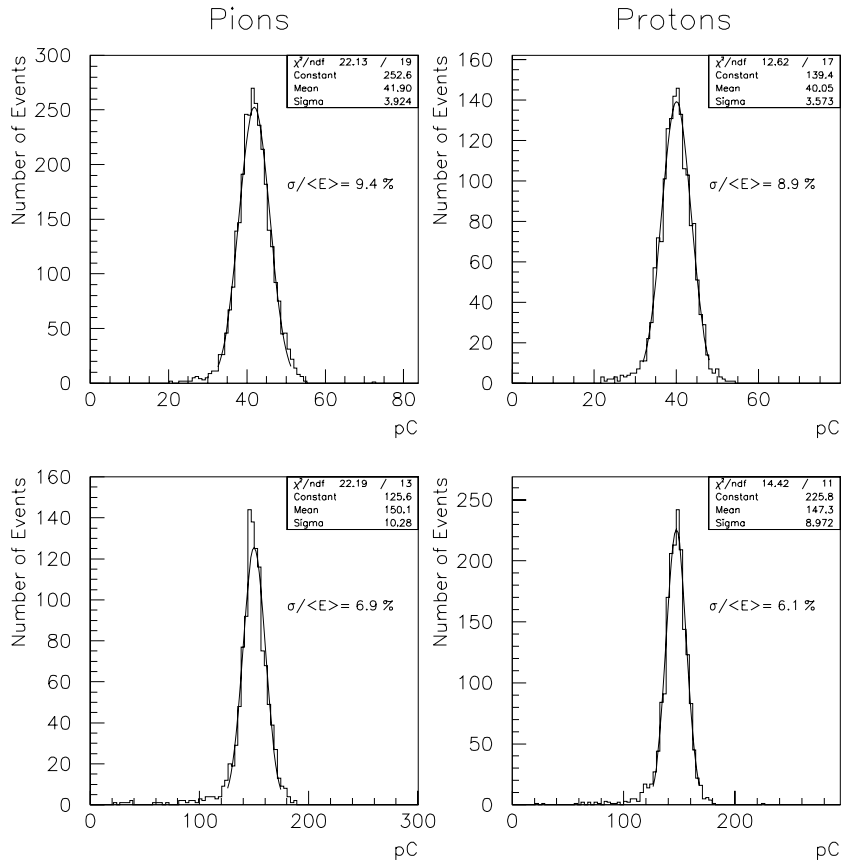 Pions
Protons
Number of Events
300
250
200
150
100
50
0
χ²/ndf 22.13 / 19
Constant 252.6
Mean 41.90
Sigma 3.924
σ/<E>= 9.4 %
0 20 40 60 80
pC
Number of Events
160
140
120
100
80
60
40
20
0
χ²/ndf 12.62 / 17
Constant 139.4
Mean 40.05
Sigma 3.573
σ/<E>= 8.9 %
0 20 40 60
pC
Number of Events
160
140
120
100
80
60
40
20
0
χ²/ndf 22.19 / 13
Constant 125.6
Mean 150.1
Sigma 10.28
σ/<E>= 6.9 %
0 100 200 300
pC
Number of Events
250
200
150
100
50
0
χ²/ndf 14.42 / 11
Constant 225.8
Mean 147.3
Sigma 8.972
σ/<E>= 6.1 %
0 100 200
pC